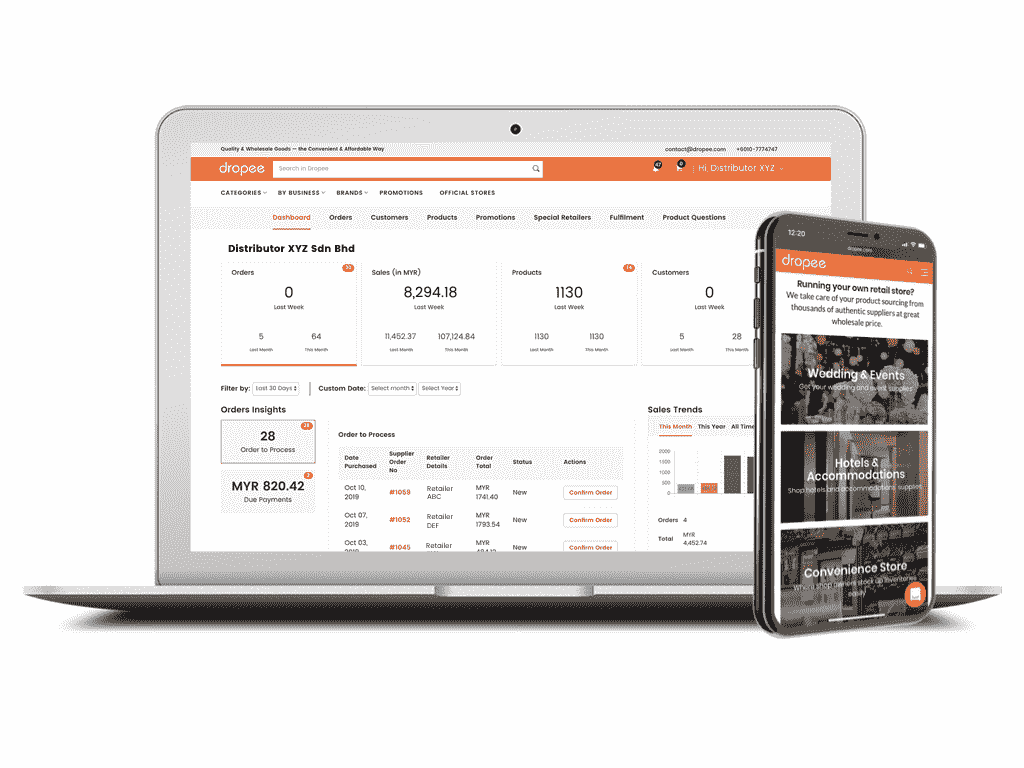 Quality & Wholesale Goods — the Convenient & Affordable Way contact@dropee.com +6010-7774747
dropee Search in Dropee 47 0 Hi, Distributor XYZ
CATEGORIES BY BUSINESS BRANDS PROMOTIONS OFFICIAL STORES
Dashboard Orders Customers Products Promotions Special Retailers Fulfilment Product Questions
Distributor XYZ Sdn Bhd
Orders 30 Sales (in MYR) Products 14 Customers
0 8,294.18 1130 0
Last Week Last Week Last Week Last Week
5 64 11,452.37 107,124.84 1130 1130 5 28
Last Month This Month Last Month This Month Last Month This Month Last Month This Month
Filter by: Last 30 Days Custom Date: Select month Select Year
Orders Insights
28
28
Order to Process
2
MYR 820.42
Due Payments
Order to Process
Date Purchased Supplier Order No Retailer Details Order Total Status Actions
Oct 10, 2019 #1059 Retailer ABC MYR 1741.40 New Confirm Order
Oct 07, 2019 #1052 Retailer DEF MYR 1793.54 New Confirm Order
Oct 03, 2019 #1045 Retailer MYR New Confirm Order
Sales Trends
This Month This Year All Time
2000
1500
1000
500
0
Orders 4
Total MYR 4,452.74
12:20
dropee.com
dropee
Running your own retail store?
We take care of your product sourcing from
thousands of authentic suppliers at great
wholesale price.
Wedding & Events
Get your wedding and event supplies
Hotels &
Accommodations
Shop hotels and accommodations supplies
Convenience Store
Where shop owners stock up inventories
easily